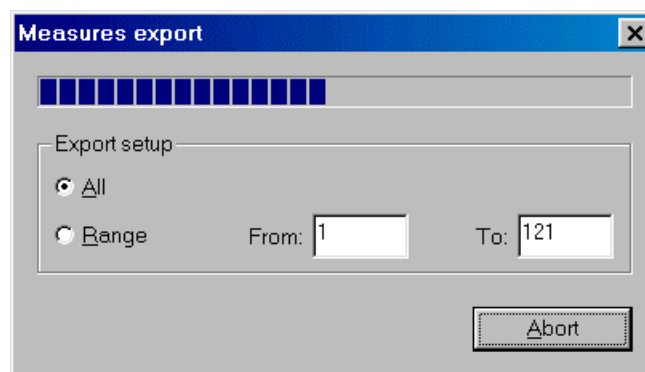 Measures export
Export setup
All
Range From: 1 To: 121
Abort